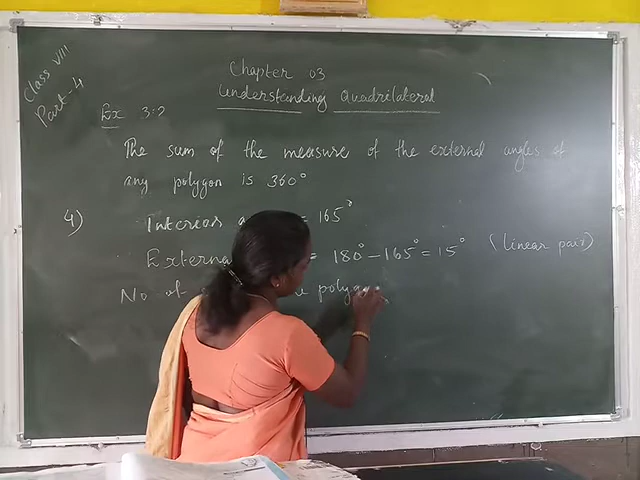 Class VIII
Part 4
Chapter 03
Understanding Quadrilateral
Ex 3.2
The sum of the measure of the external angles of
any polygon is 360°
4) Interior = 165°
External = 180° - 165° = 15° (linear pair)
No of polygon